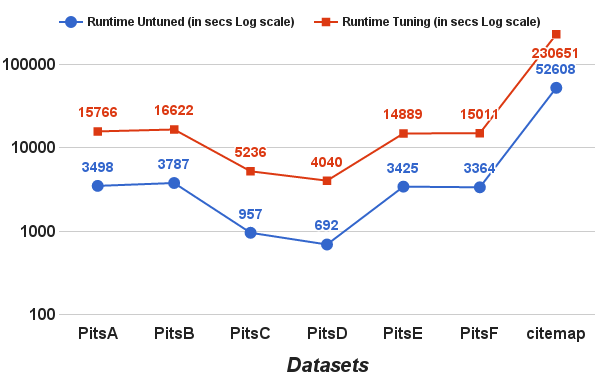 Runtime Untuned (in secs Log scale) Runtime Tuning (in secs Log scale)
100000
10000
1000
100
230651
52608
15766 16622 5236 4040 14889 15011
3498 3787 957 692 3425 3364
PitsA PitsB PitsC PitsD PitsE PitsF citemap
Datasets